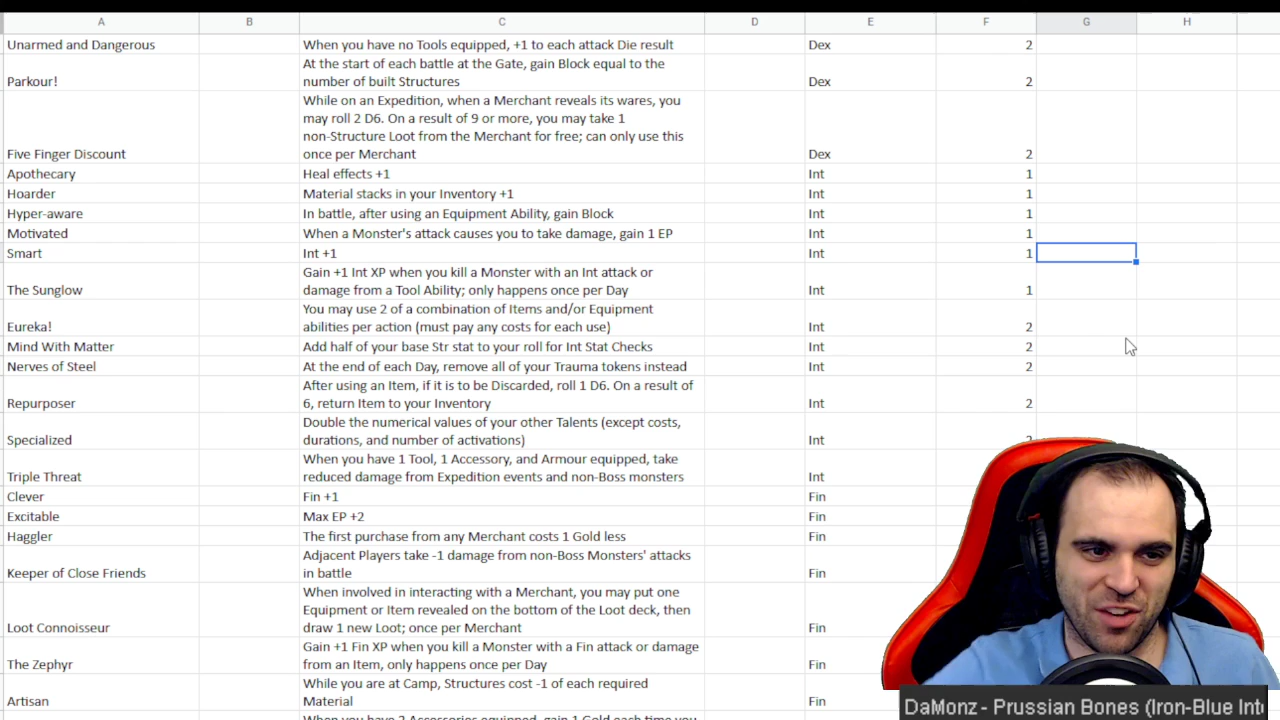 A B C D E F G H
Unarmed and Dangerous When you have no Tools equipped, +1 to each attack Die result Dex 2
At the start of each battle at the Gate, gain Block equal to the
Parkour! number of built Structures Dex 2
While on an Expedition, when a Merchant reveals its wares, you
may roll 2 D6. On a result of 9 or more, you may take 1
non-Structure Loot from the Merchant for free; can only use this
Five Finger Discount once per Merchant Dex 2
Apothecary Heal effects +1 Int 1
Hoarder Material stacks in your Inventory +1 Int 1
Hyper-aware In battle, after using an Equipment Ability, gain Block Int 1
Motivated When a Monster's attack causes you to take damage, gain 1 EP Int 1
Smart Int +1 Int 1
Gain +1 Int XP when you kill a Monster with an Int attack or
The Sunglow damage from a Tool Ability; only happens once per Day Int 1
You may use 2 of a combination of Items and/or Equipment
Eureka! abilities per action (must pay any costs for each use) Int 2
Mind With Matter Add half of your base Str stat to your roll for Int Stat Checks Int 2
Nerves of Steel At the end of each Day, remove all of your Trauma tokens instead Int 2
After using an Item, if it is to be Discarded, roll 1 D6. On a result of
Repurposer 6, return Item to your Inventory Int 2
Double the numerical values of your other Talents (except costs,
Specialized durations, and number of activations) Int 2
When you have 1 Tool, 1 Accessory, and Armour equipped, take
Triple Threat reduced damage from Expedition events and non-Boss monsters Int
Clever Fin +1 Fin
Excitable Max EP +2 Fin
Haggler The first purchase from any Merchant costs 1 Gold less Fin
Adjacent Players take -1 damage from non-Boss Monsters' attacks
Keeper of Close Friends in battle Fin
When involved in interacting with a Merchant, you may put one
Equipment or Item revealed on the bottom of the Loot deck, then
Loot Connoisseur draw 1 new Loot; once per Merchant Fin
Gain +1 Fin XP when you kill a Monster with a Fin attack or damage
The Zephyr from an Item, only happens once per Day Fin
While you are at Camp, Structures cost -1 of each required
Artisan Material Fin
When you have 2 Accessories equipped, gain 1 Gold each time you
DaMonz - Prussian Bones (Iron-Blue Int